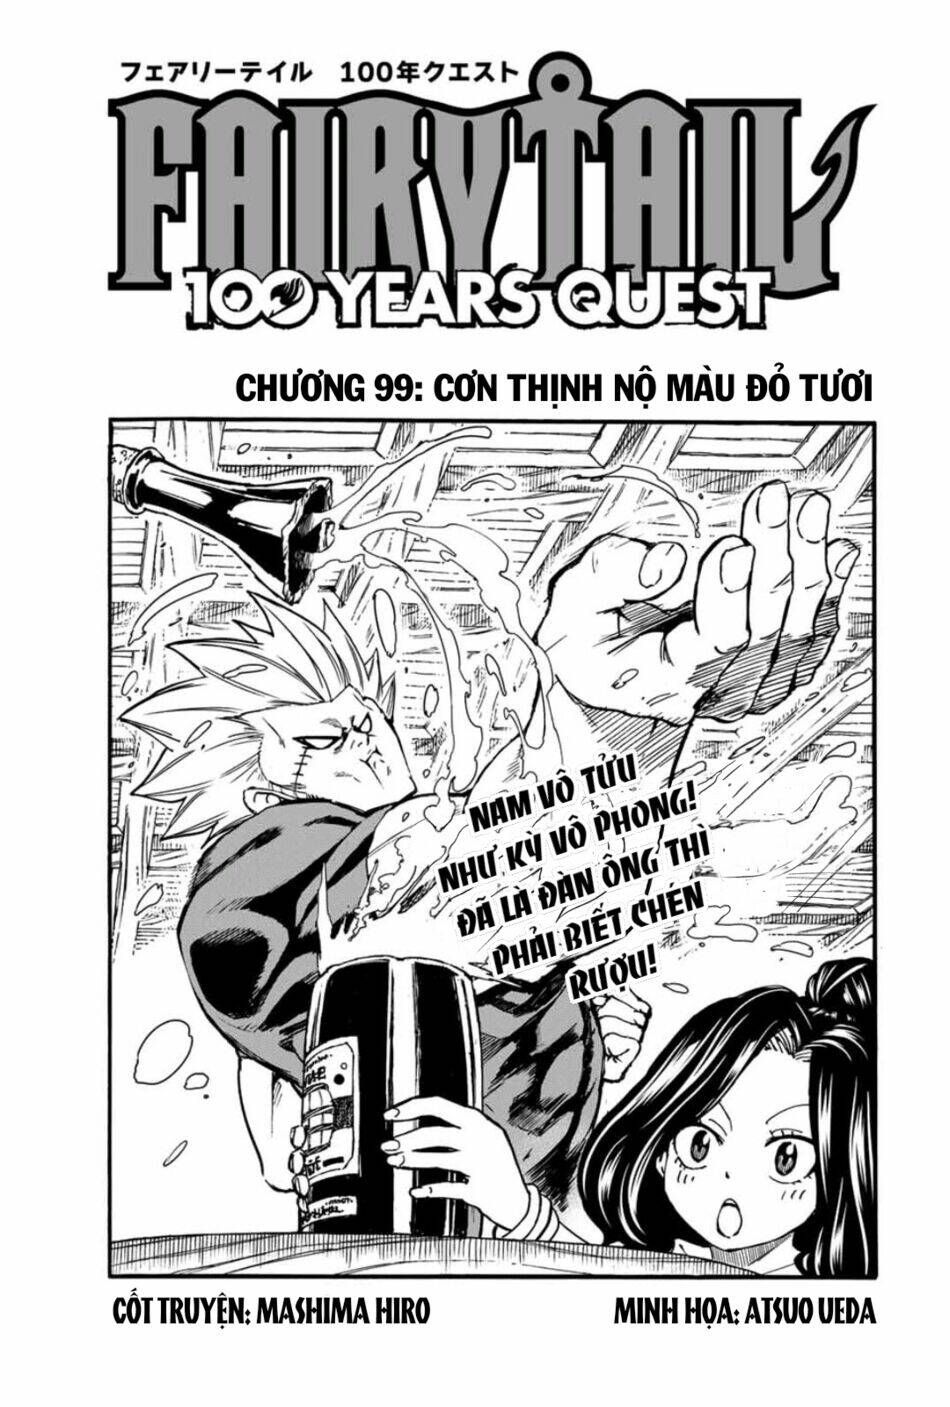 フェアリーテイル 100年クエスト
FAIRY TAIL
100 YEARS QUEST
CHƯƠNG 99: CƠN THỊNH NỘ MÀU ĐỎ TƯƠI
NAM VÔ TỬU
NHƯ KỲ VÔ PHONG!
ĐÃ LÀ ĐÀN ÔNG THÌ
PHẢI BIẾT CHÉN
RƯỢU!
CỐT TRUYỆN: MASHIMA HIRO
MINH HỌA: ATSUO UEDA